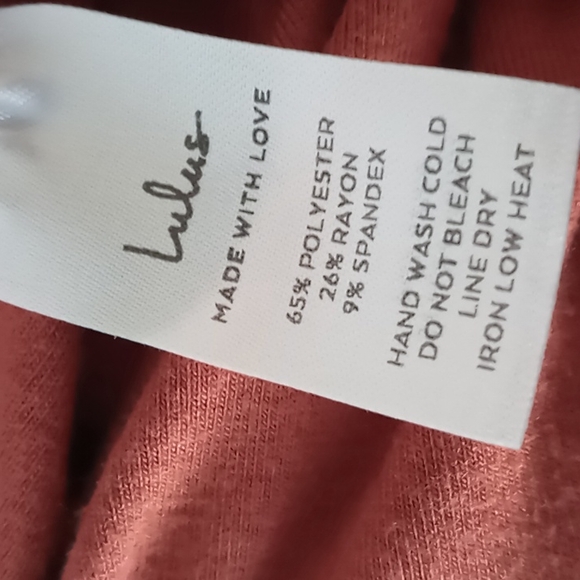 Lulus
MADE WITH LOVE
65% POLYESTER
26% RAYON
9% SPANDEX
HAND WASH COLD
DO NOT BLEACH
LINE DRY
IRON LOW HEAT